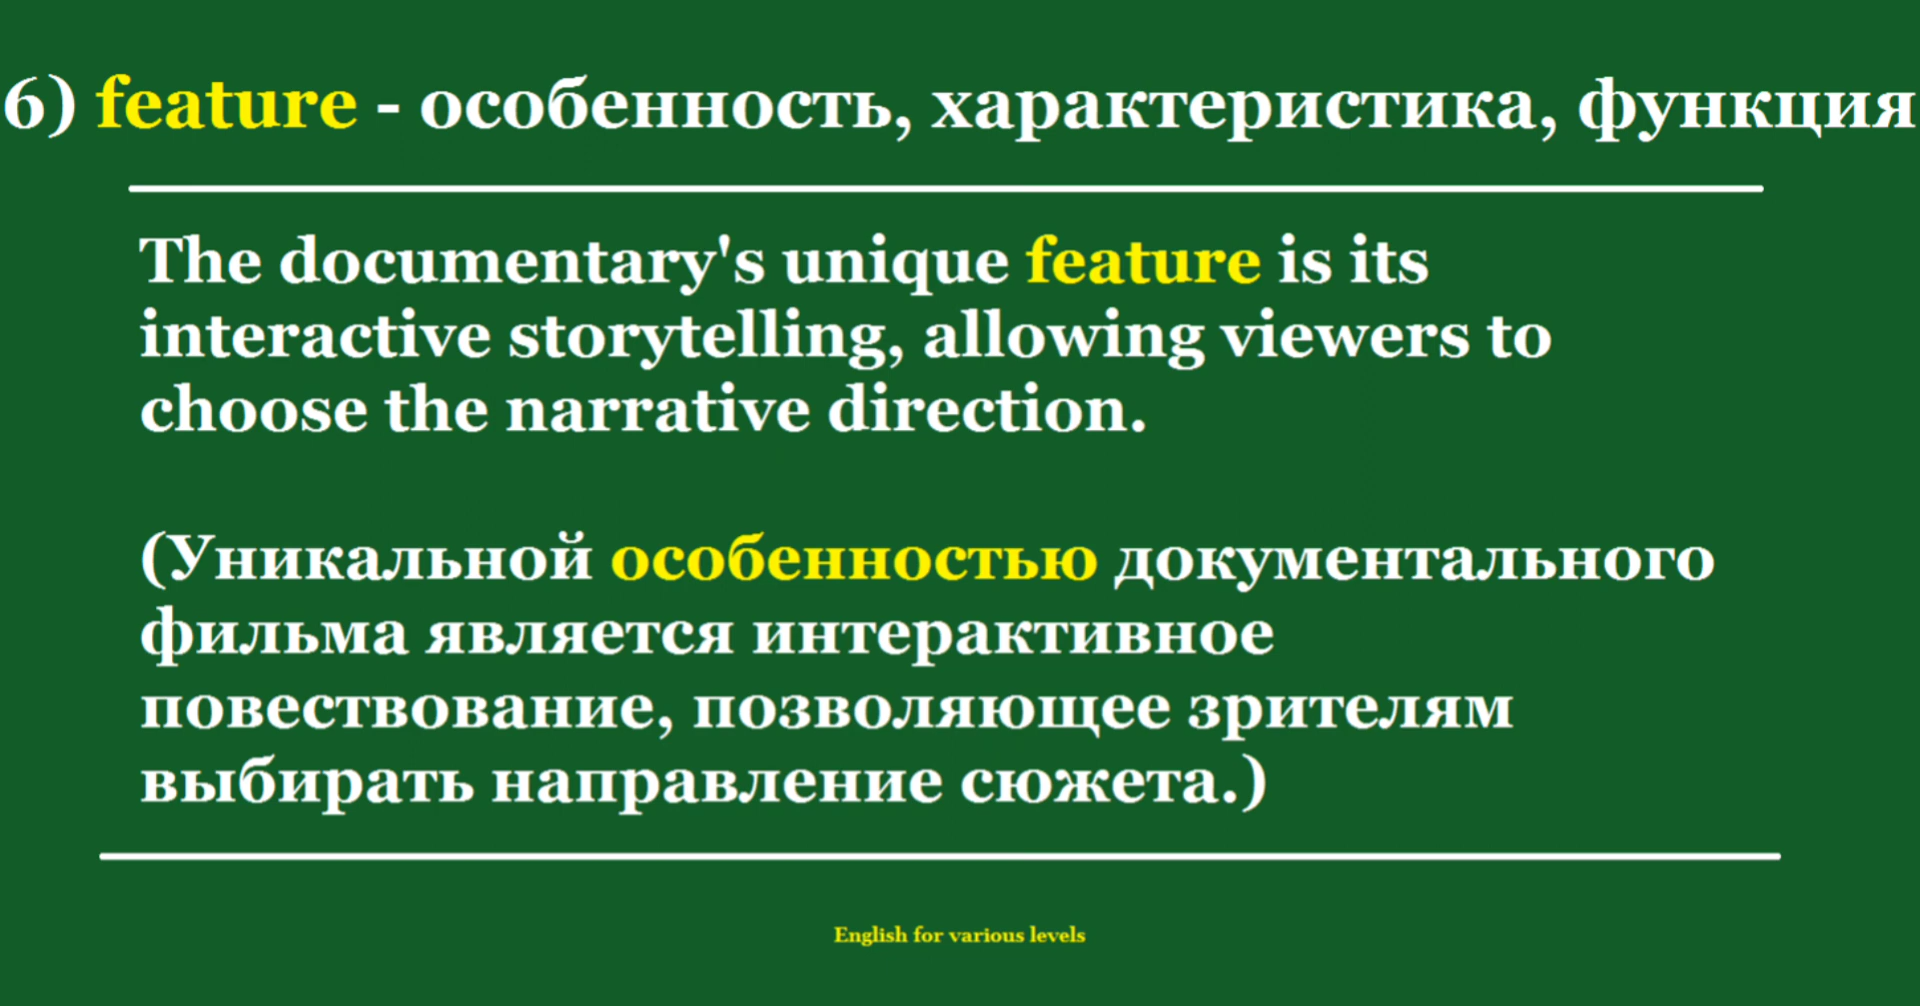 6) feature - особенность, характеристика, функция
The documentary's unique feature is its
interactive storytelling, allowing viewers to
choose the narrative direction.
(Уникальной особенностью документального
фильма является интерактивное
повествование, позволяющее зрителям
выбирать направление сюжета.)
English for various levels